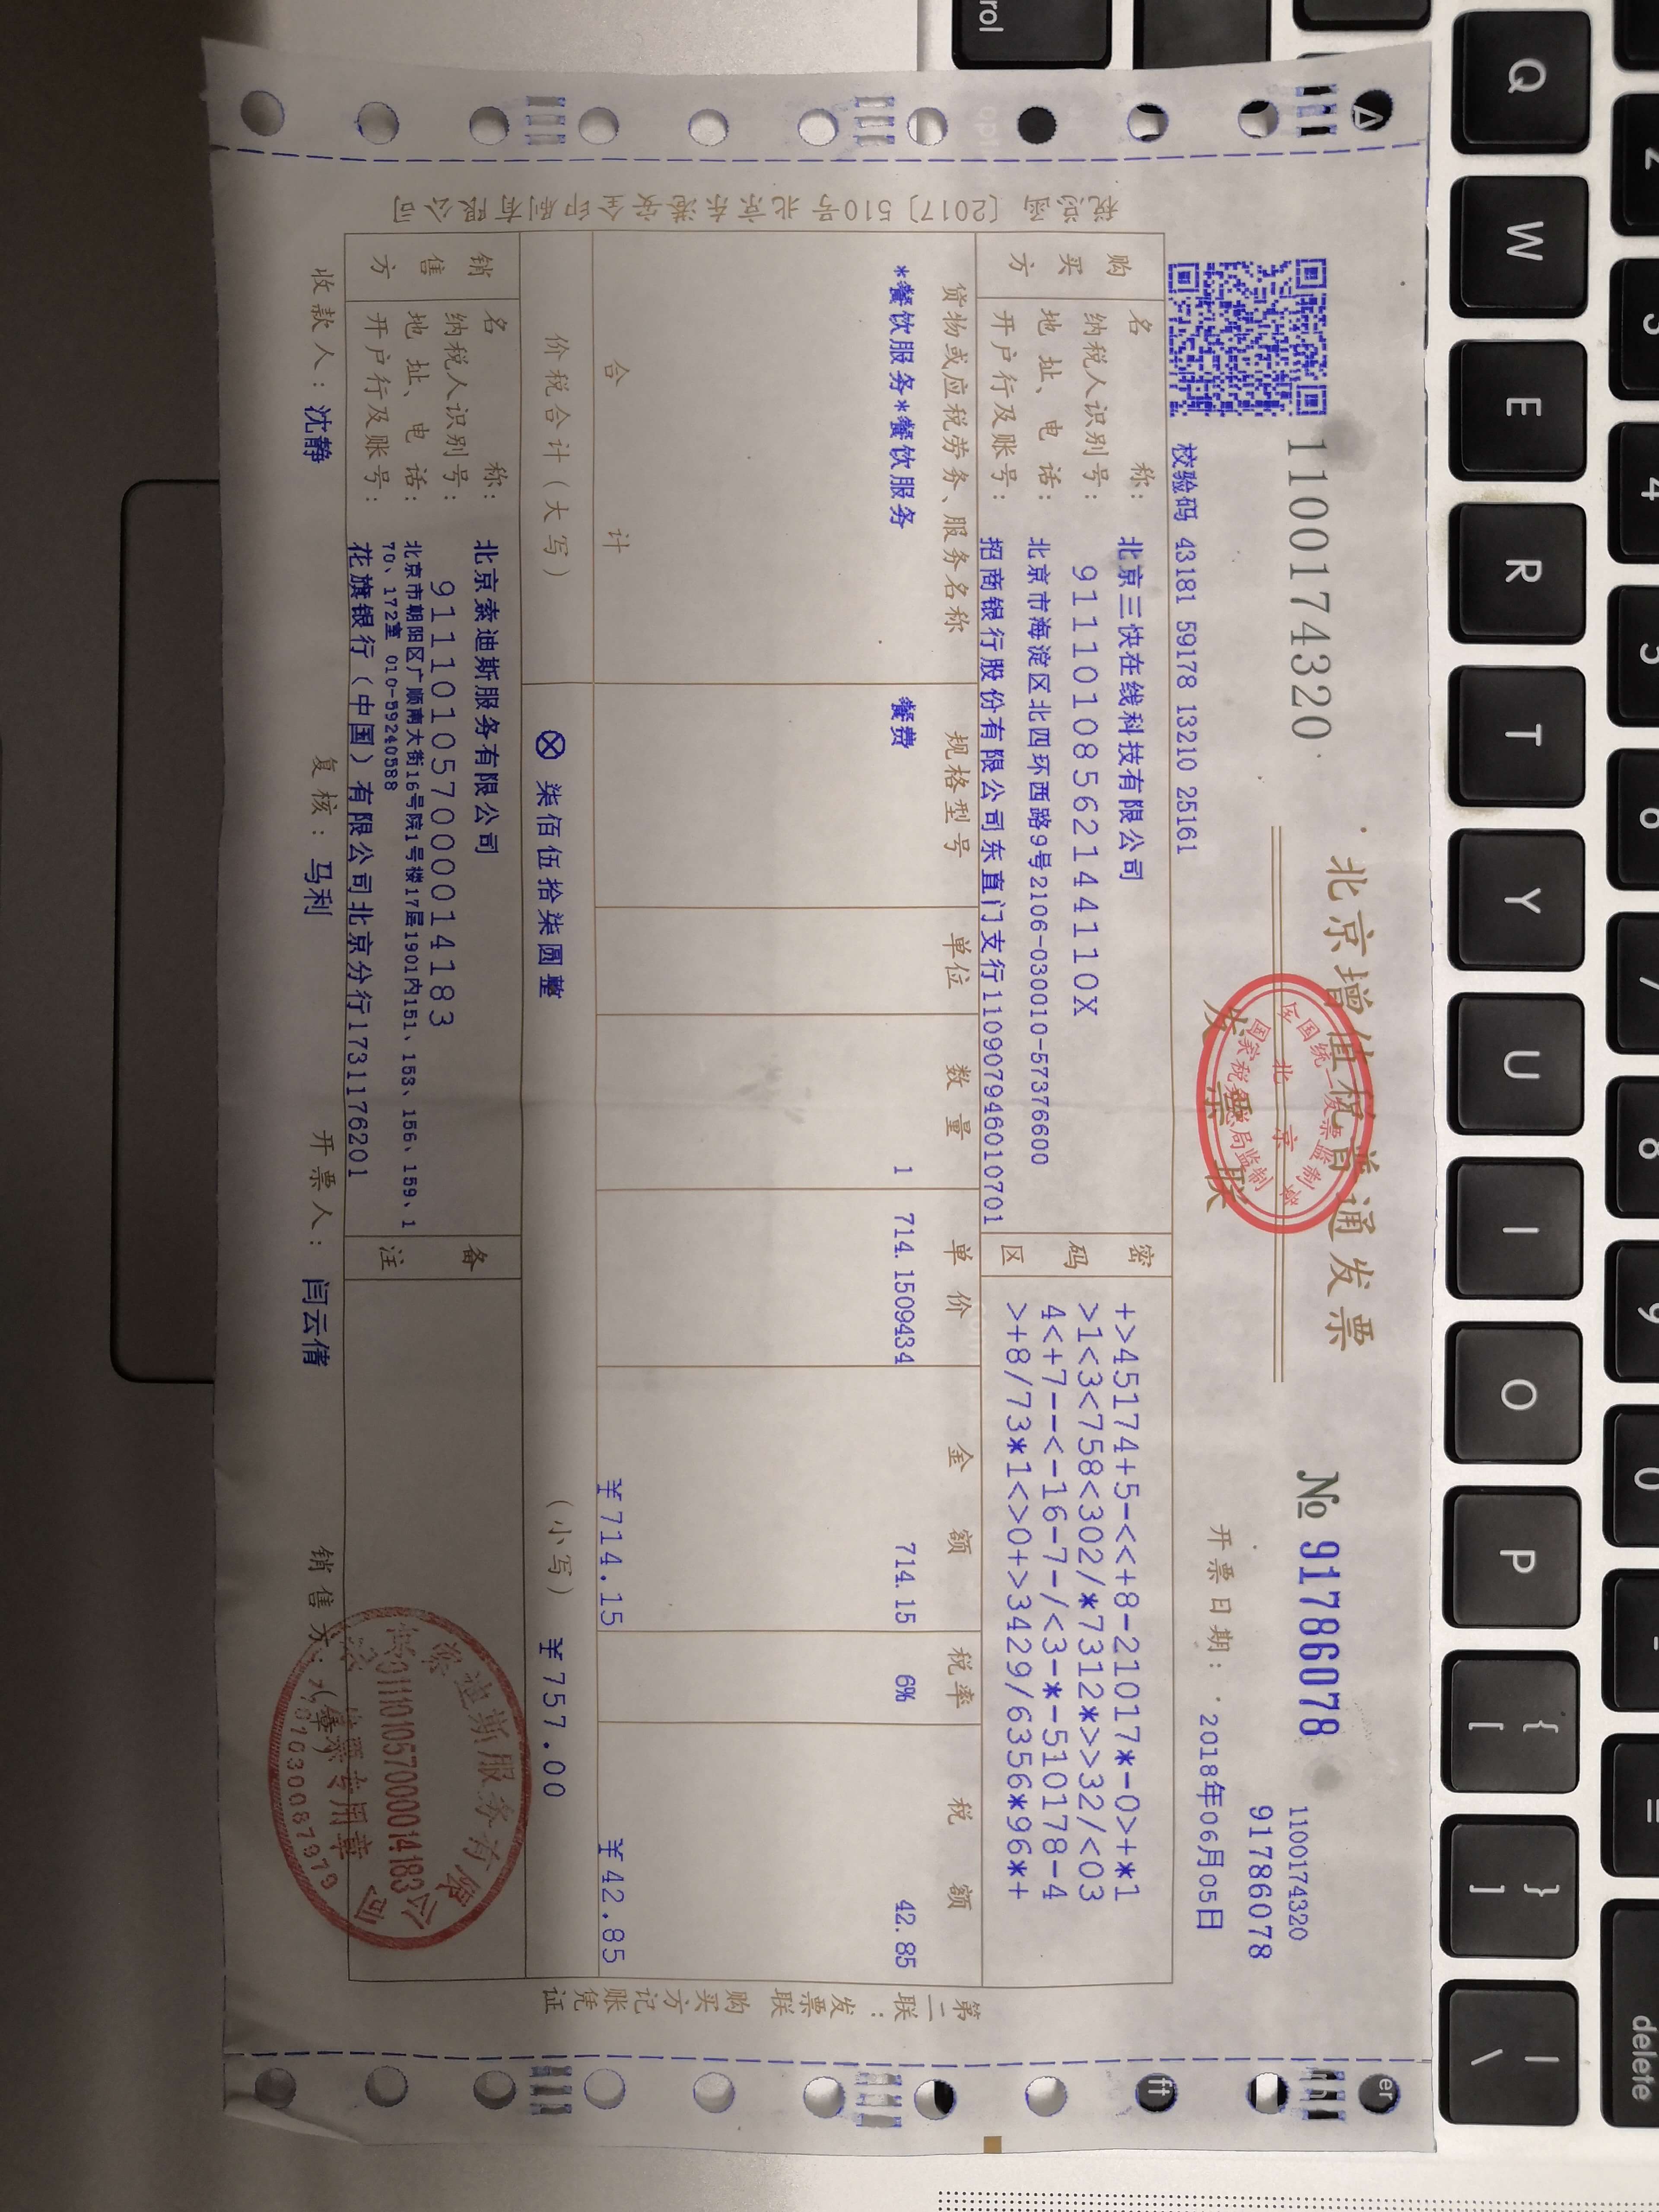 1100174320
北京增值税普通发票
发票联
全国统一发票监制章
北京
国家税务总局监制
№ 91786078
1100174320
91786078
校验码 43181 59178 13210 25161
开票日期: 2018年06月05日
购买方
名称: 北京三快在线科技有限公司
纳税人识别号: 91110108562144110X
地址、电话: 北京市海淀区北四环西路9号2106-030010-57376600
开户行及账号: 招商银行股份有限公司东直门支行110907946010701
密码区
+>45174+5-<<+8-21017*-0>+*1
>1<3<758<302/*7312*>>32/<03
4<+7--<-16-7-/<3-*-510178-4
>+8/73*1<>0+>3429/6356*96*+
货物或应税劳务、服务名称 规格型号 单位 数量 单价 金额 税率 税额
*餐饮服务*餐饮服务 餐费 1 714.1509434 714.15 6% 42.85
合计 ¥714.15 ¥42.85
价税合计(大写) ⊗ 柒佰伍拾柒圆整 (小写) ¥757.00
销售方
名称: 北京索迪斯服务有限公司
纳税人识别号: 911101057000014183
地址、电话: 北京市朝阳区广顺南大街16号院1号楼17层1901内151、153、156、159、1
70、172室 010-59240588
开户行及账号: 花旗银行(中国)有限公司北京分行1731176201
备注
收款人: 沈静 复核: 马利 开票人: 闫云倩 销售方:(章)
索迪斯服务有限公司
911101057000014183
发票专用章
税总函〔2017〕510号北京东港安全印刷有限公司
第二联:发票联 购买方记账凭证
rol
Q
W
E
R
T
Y
U
I
O
P
{ [
} ]
| \
2
3
4
5
6
7
8
9
0
=
delete